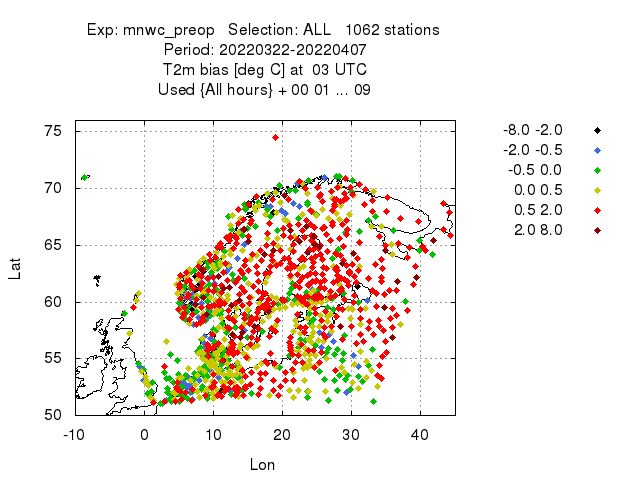 Exp: mnwc_preop   Selection: ALL   1062 stations
Period: 20220322-20220407
T2m bias [deg C] at  03 UTC
Used {All hours} + 00 01 ... 09
-8.0 -2.0
-2.0 -0.5
-0.5 0.0
0.0 0.5
0.5 2.0
2.0 8.0
75
70
65
60
55
50
Lat
-10 0 10 20 30 40
Lon